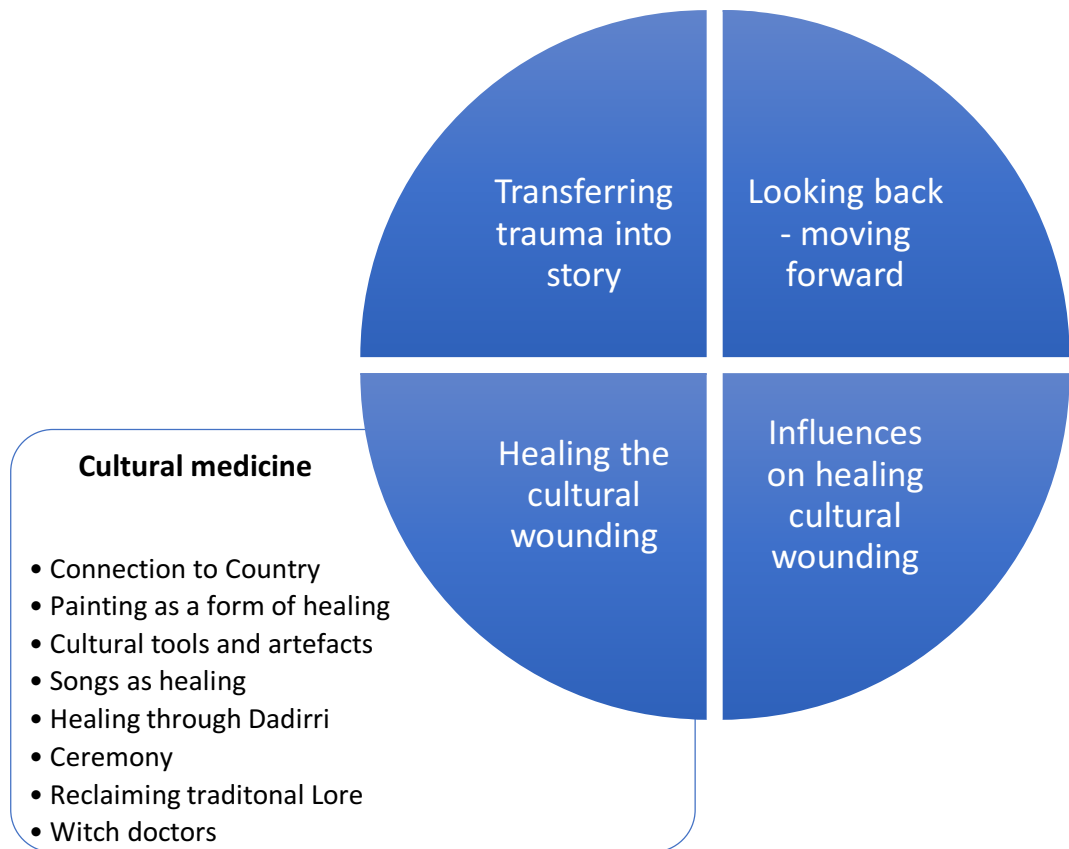 Transferring
trauma into
story
Looking back
- moving
forward
Healing the
cultural
wounding
Influences
on healing
cultural
wounding
Cultural medicine
• Connection to Country
• Painting as a form of healing
• Cultural tools and artefacts
• Songs as healing
• Healing through Dadirri
• Ceremony
• Reclaiming traditonal Lore
• Witch doctors